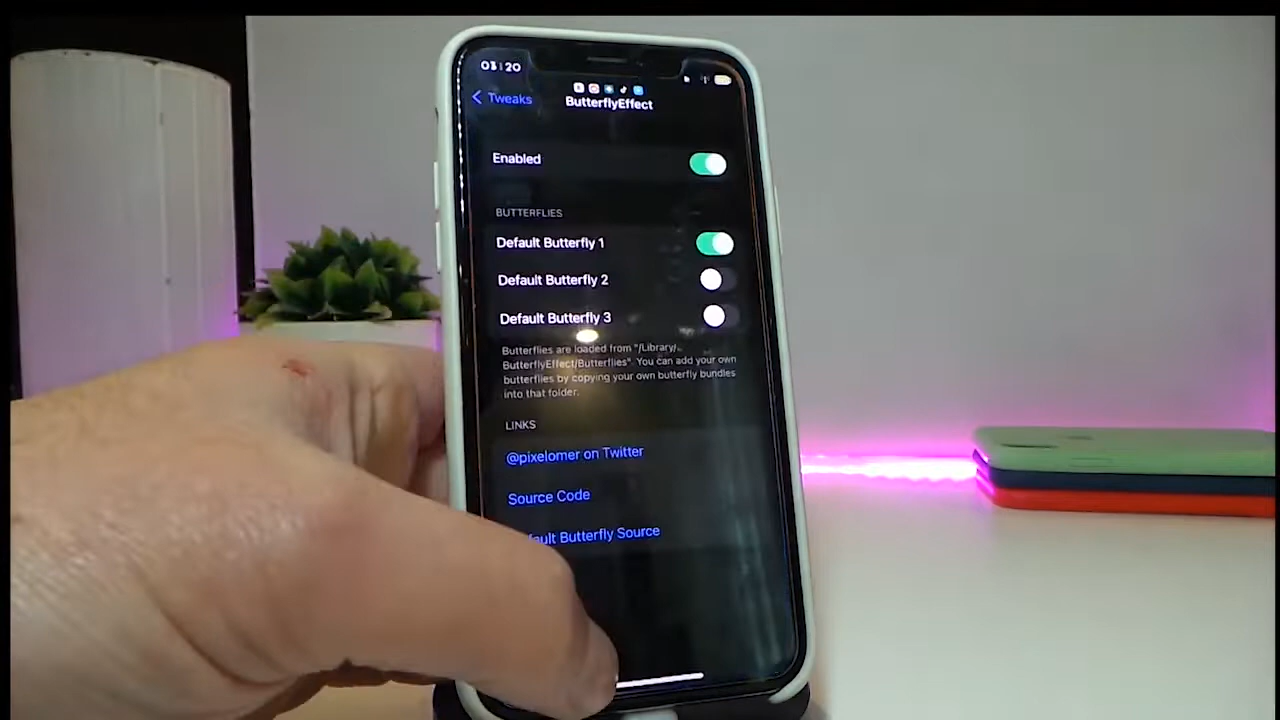 03:20
Tweaks
ButterflyEffect
Enabled
BUTTERFLIES
Default Butterfly 1
Default Butterfly 2
Default Butterfly 3
Butterflies are loaded from "/Library/
ButterflyEffect/Butterflies". You can add your own
butterflies by copying your own butterfly bundles
into that folder.
LINKS
@pixelomer on Twitter
Source Code
Butterfly Source